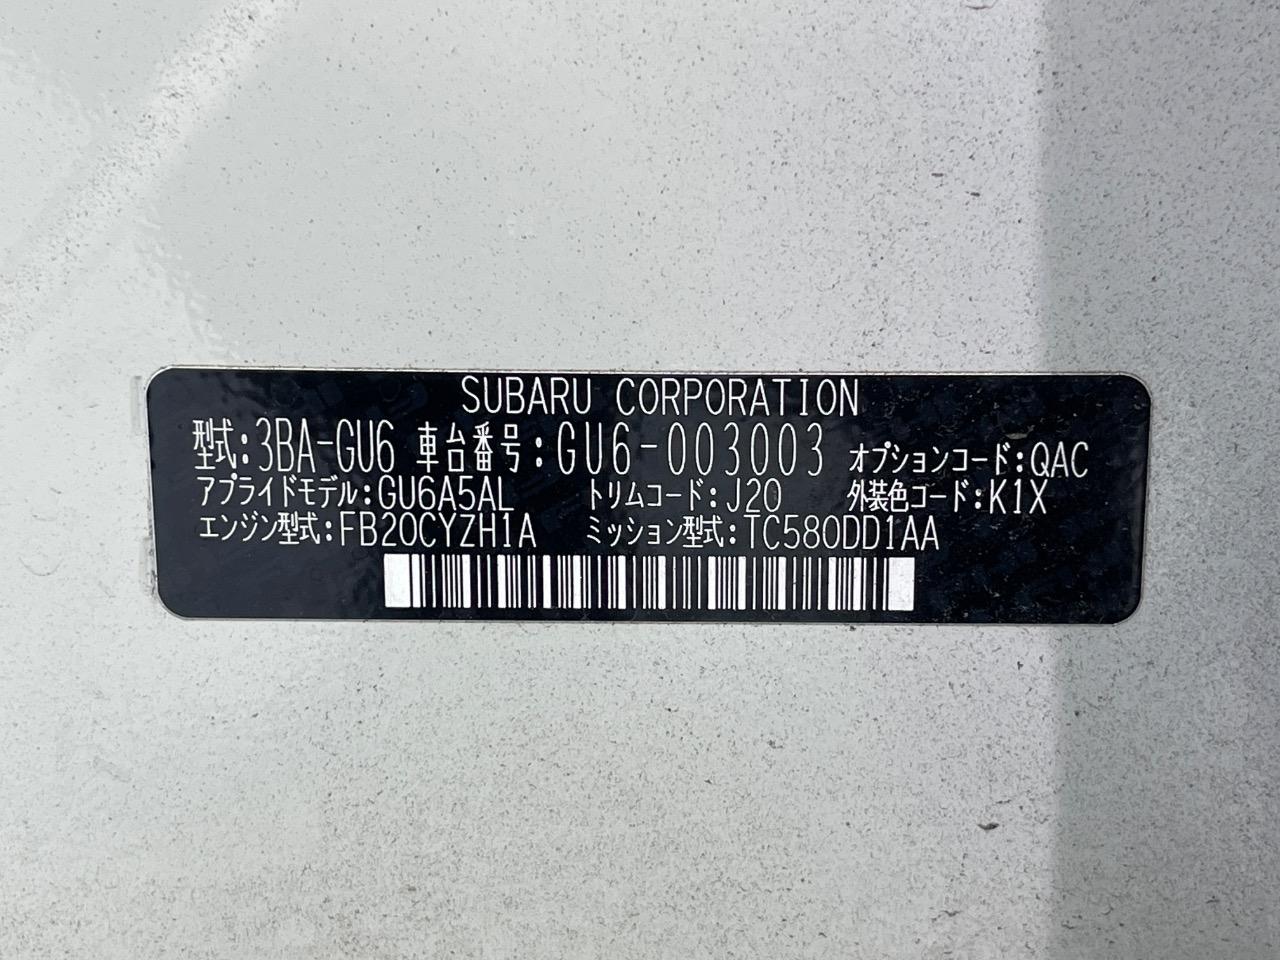 SUBARU CORPORATION
型式:3BA-GU6 車台番号:GU6-003003 オプションコード:QAC
アプライドモデル:GU6A5AL トリムコード:J20 外装色コード:K1X
エンジン型式:FB20CYZH1A ミッション型式:TC580DD1AA